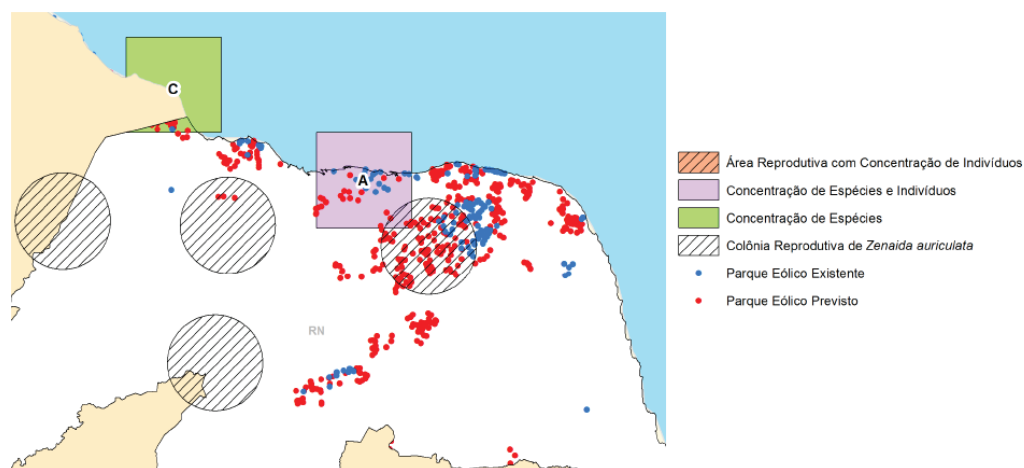 C
A
RN
Área Reprodutiva com Concentração de Indivíduos
Concentração de Espécies e Indivíduos
Concentração de Espécies
Colônia Reprodutiva de Zenaida auriculata
Parque Eólico Existente
Parque Eólico Previsto